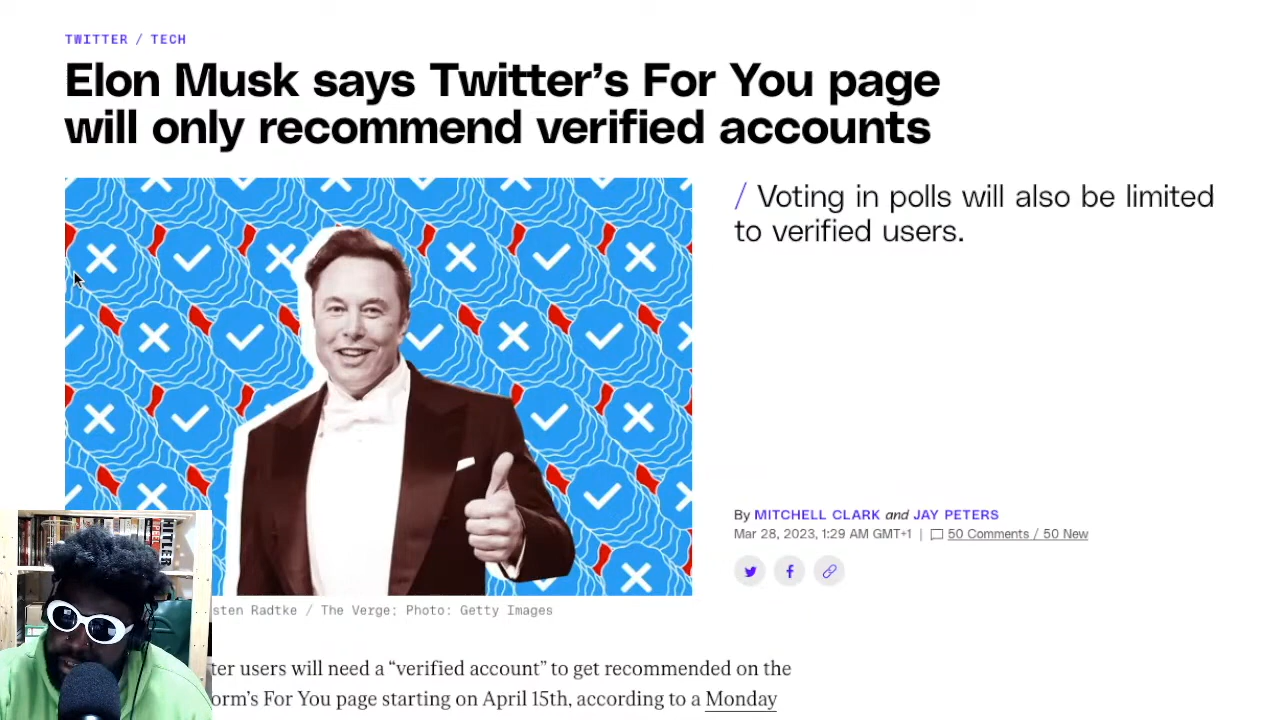 TWITTER / TECH
Elon Musk says Twitter’s For You page
will only recommend verified accounts
/ Voting in polls will also be limited
to verified users.
By MITCHELL CLARK and JAY PETERS
Mar 28, 2023, 1:29 AM GMT+1 | 50 Comments / 50 New
sten Radtke / The Verge; Photo: Getty Images
ter users will need a “verified account” to get recommended on the
orm’s For You page starting on April 15th, according to a Monday